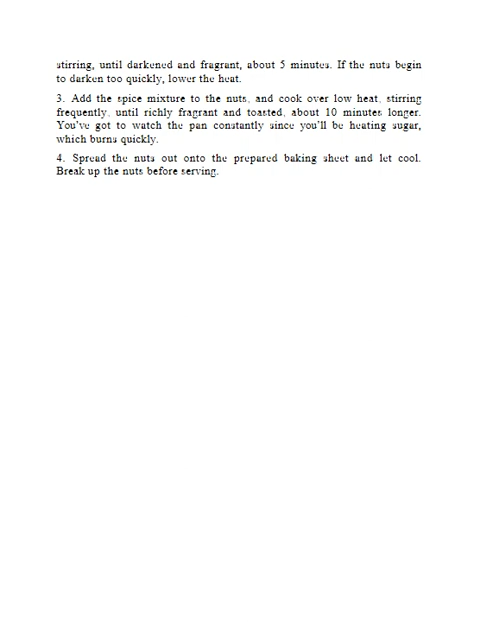 stirring, until darkened and fragrant, about 5 minutes. If the nuts begin
to darken too quickly, lower the heat.
3. Add the spice mixture to the nuts, and cook over low heat, stirring
frequently, until richly fragrant and toasted, about 10 minutes longer.
You've got to watch the pan constantly since you'll be heating sugar,
which burns quickly.
4. Spread the nuts out onto the prepared baking sheet and let cool.
Break up the nuts before serving.